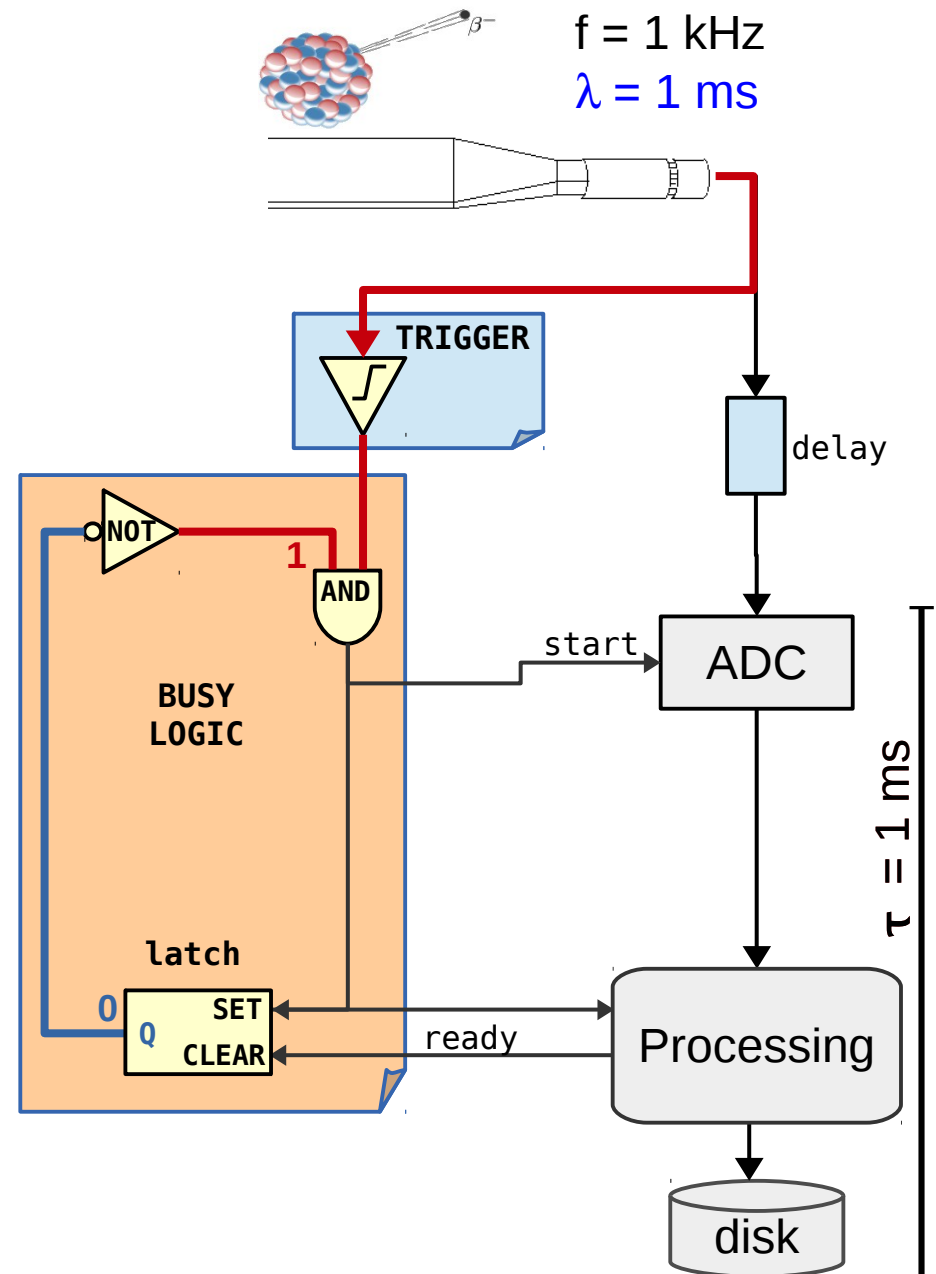 β⁻
f = 1 kHz
λ = 1 ms
TRIGGER
delay
NOT
1
AND
start
ADC
BUSY
LOGIC
τ = 1 ms
latch
0
Q
SET
CLEAR
ready
Processing
disk